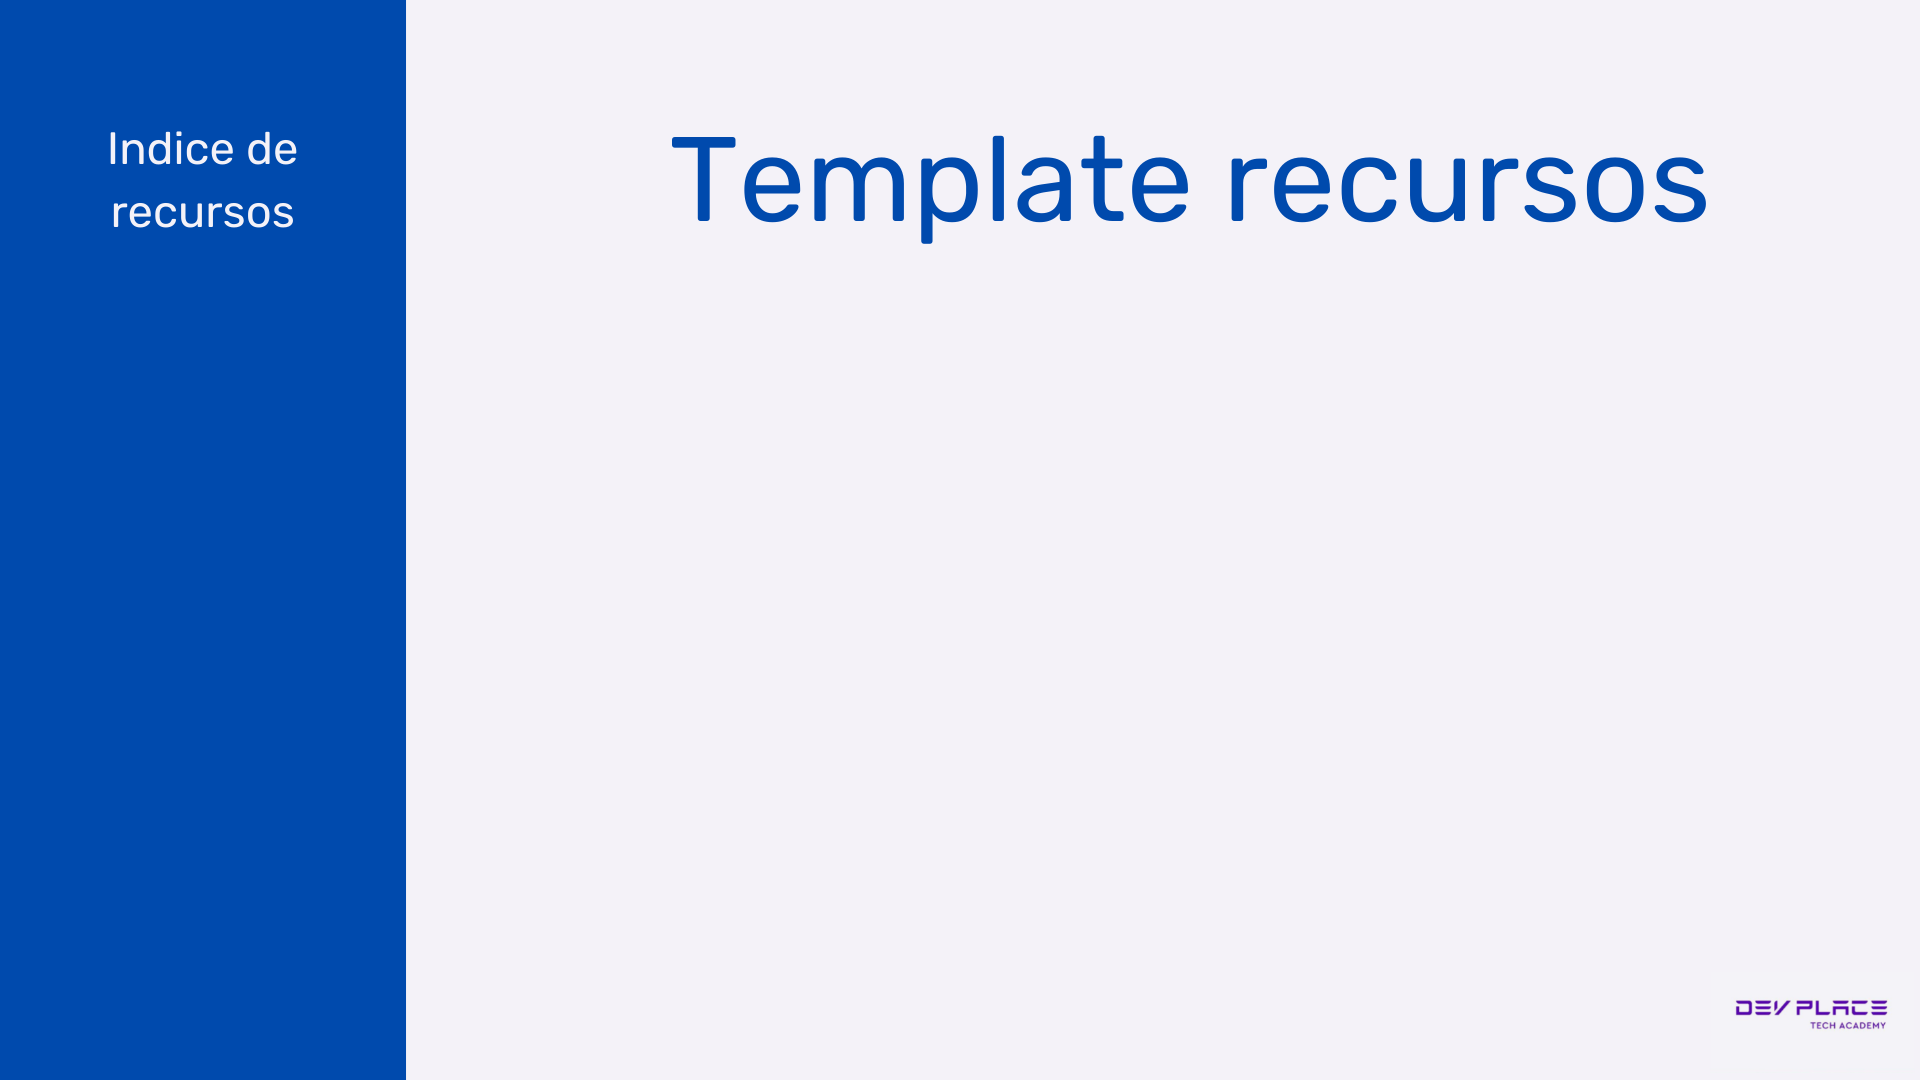 Indice de
recursos
Template recursos
DEV PLACE
TECH ACADEMY